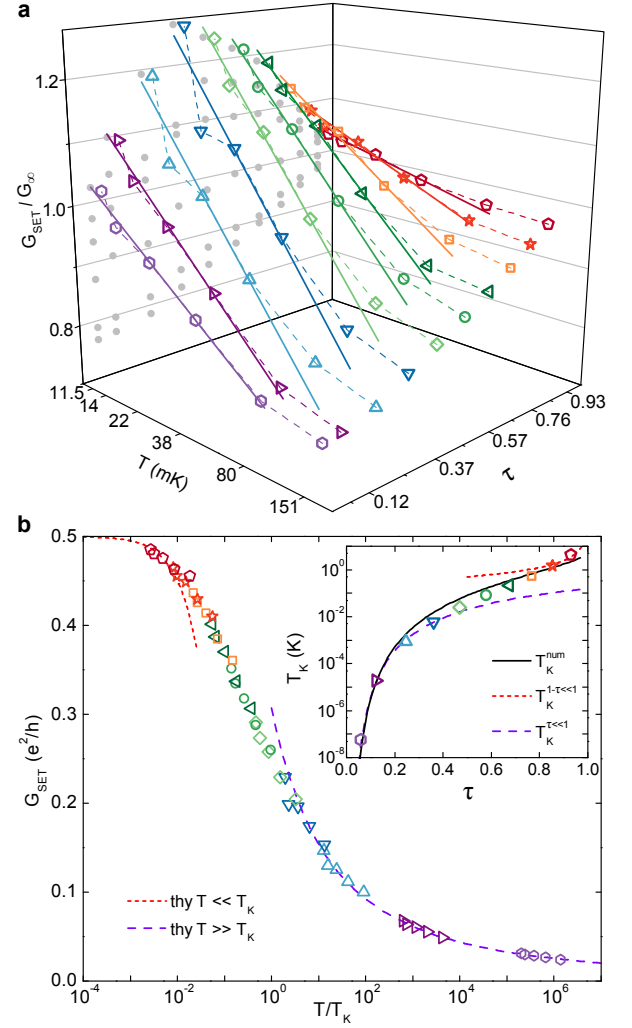 a
1.2
1.0
0.8
G_SET / G_∞
11.5
14
22
38
80
151
T (mK)
0.12
0.37
0.57
0.76
0.93
τ
b
0.5
0.4
0.3
0.2
0.1
0.0
G_SET (e²/h)
10⁻⁴
10⁻²
10⁰
10²
10⁴
10⁶
T/T_K
thy T << T_K
thy T >> T_K
10⁰
10⁻²
10⁻⁴
10⁻⁶
10⁻⁸
T_K (K)
0.0
0.2
0.4
0.6
0.8
1.0
τ
T_K^num
T_K^1-τ<<1
T_K^τ<<1